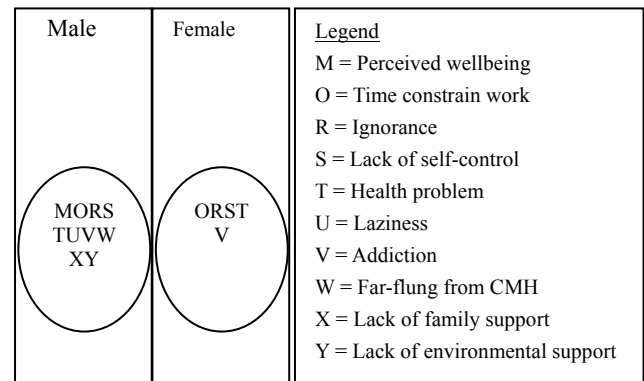 Male
Female
MORS
TUVW
XY
ORST
V
Legend
M = Perceived wellbeing
O = Time constrain work
R = Ignorance
S = Lack of self-control
T = Health problem
U = Laziness
V = Addiction
W = Far-flung from CMH
X = Lack of family support
Y = Lack of environmental support